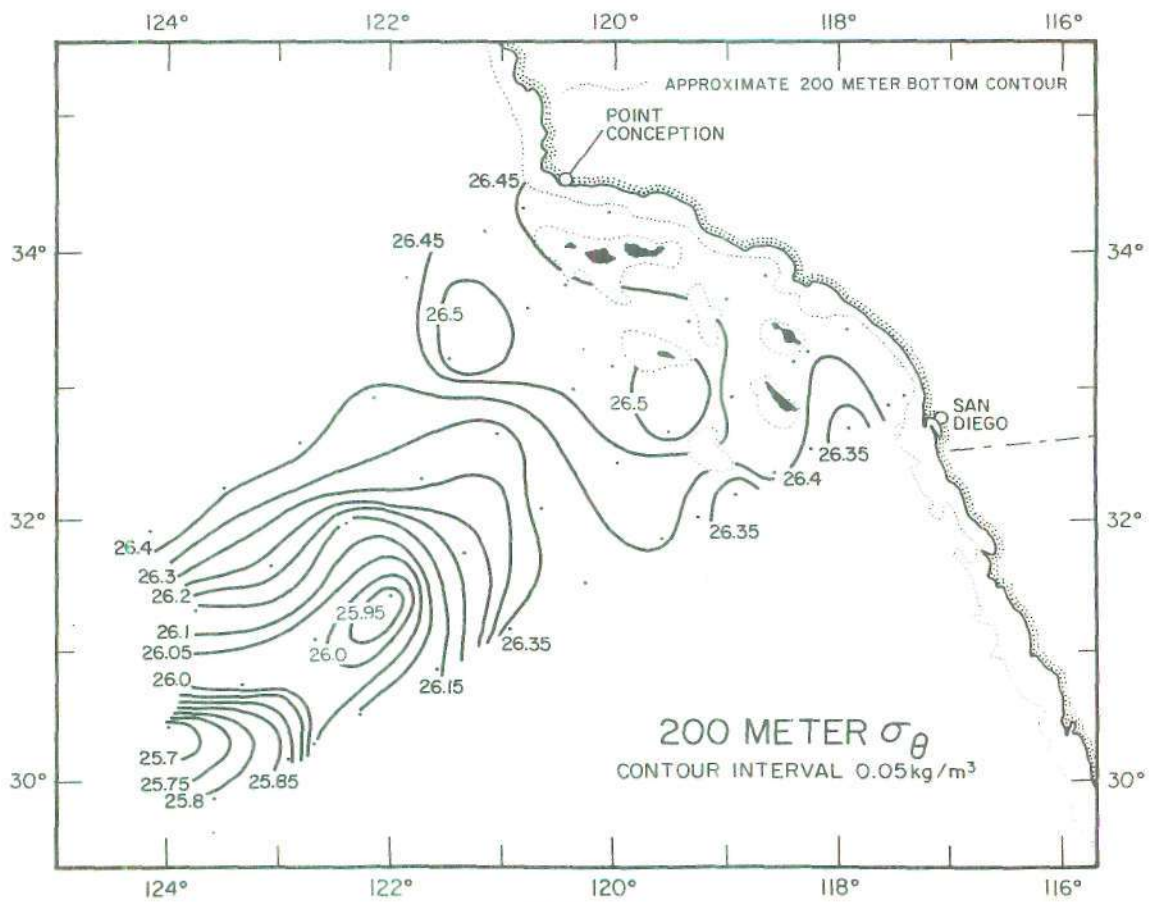 124° 122° 120° 118° 116°
APPROXIMATE 200 METER BOTTOM CONTOUR
POINT
CONCEPTION
26.45
26.45
34° 34°
26.5
26.5
SAN
DIEGO
26.35
26.4
26.35
32° 32°
26.4
26.3
26.2
25.95
26.1
26.05
26.0
26.35
26.0
26.15
200 METER σθ
CONTOUR INTERVAL 0.05kg/m³
25.7
25.75
25.85
25.8
30° 30°
124° 122° 120° 118° 116°